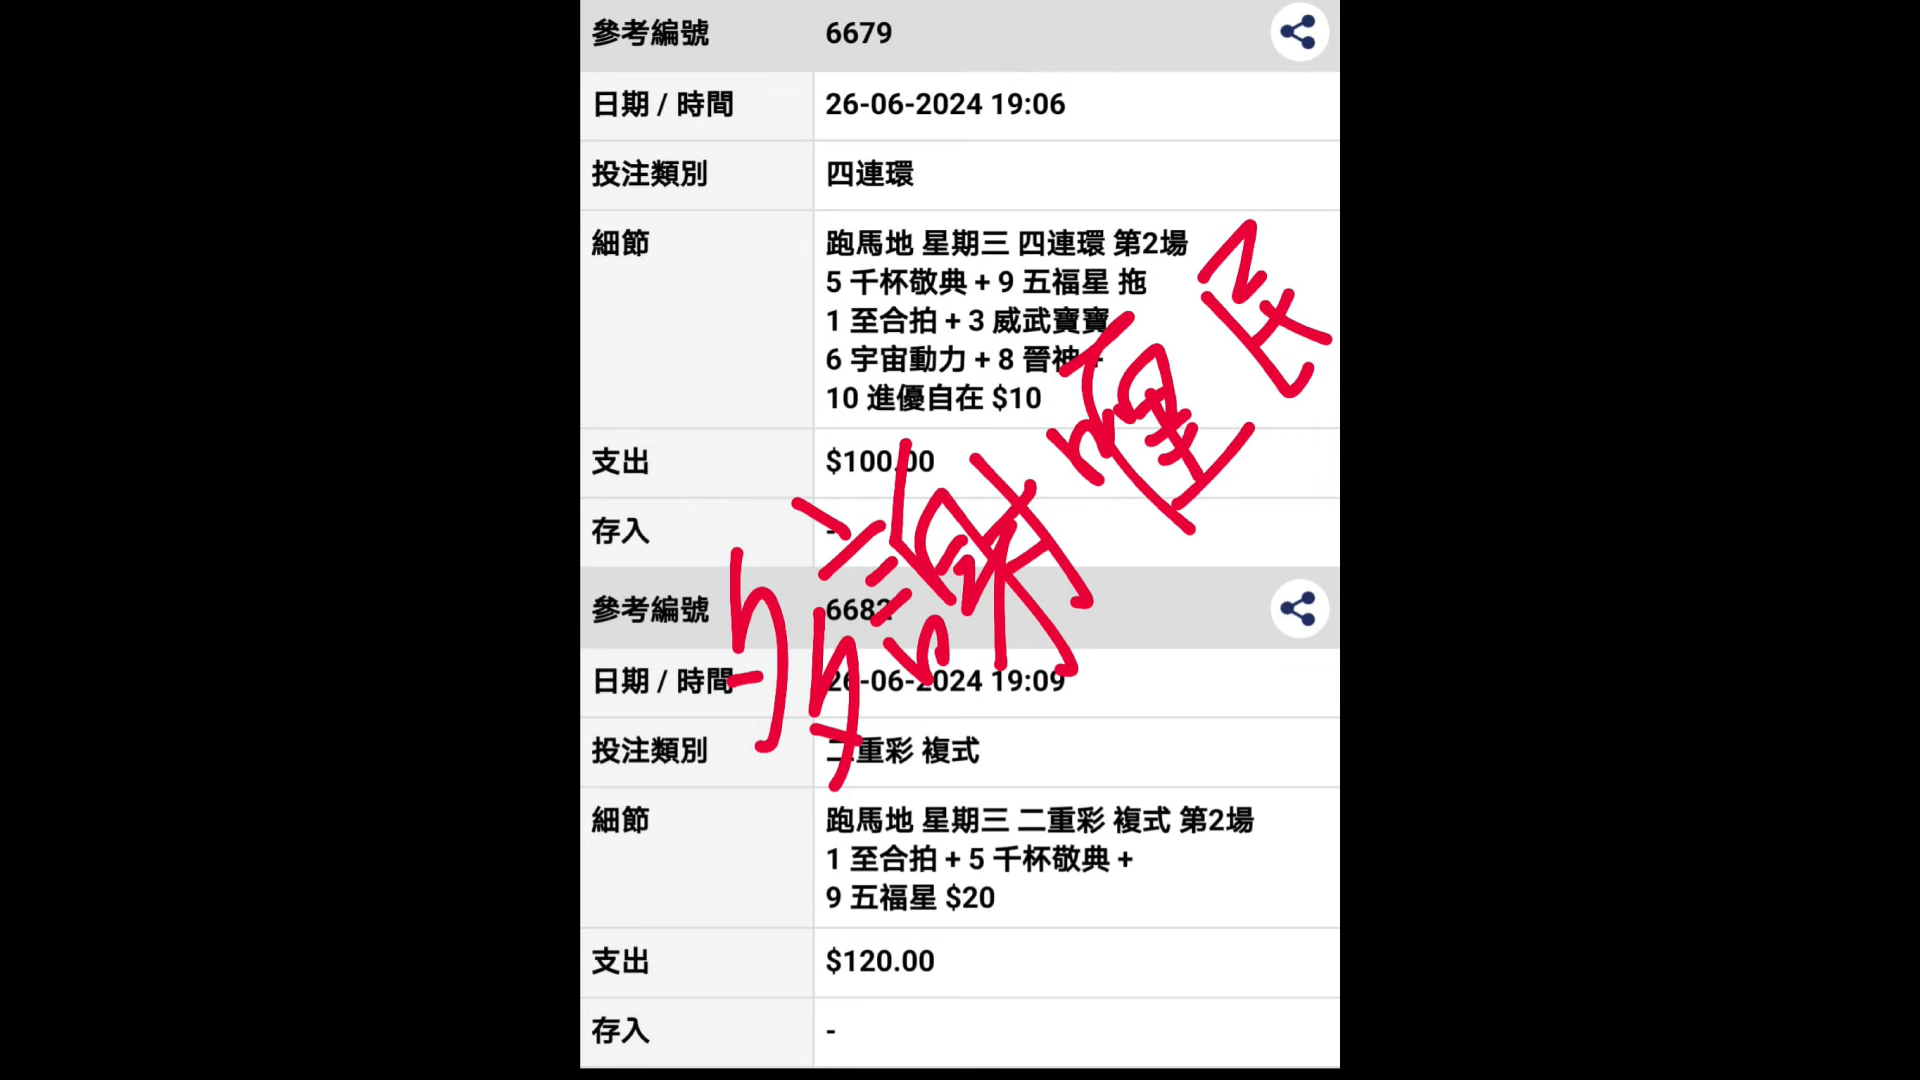 參考編號 6679
日期 / 時間 26-06-2024 19:06
投注類別 四連環
細節 跑馬地 星期三 四連環 第2場
5 千杯敬典 + 9 五福星 拖
1 至合拍 + 3 威武寶寶
6 宇宙動力 + 8 晉神 +
10 進優自在 $10
支出 $100.00
存入 -
參考編號 6682
日期 / 時間 26-06-2024 19:09
投注類別 二重彩 複式
細節 跑馬地 星期三 二重彩 複式 第2場
1 至合拍 + 5 千杯敬典 +
9 五福星 $20
支出 $120.00
存入 -
多謝
民